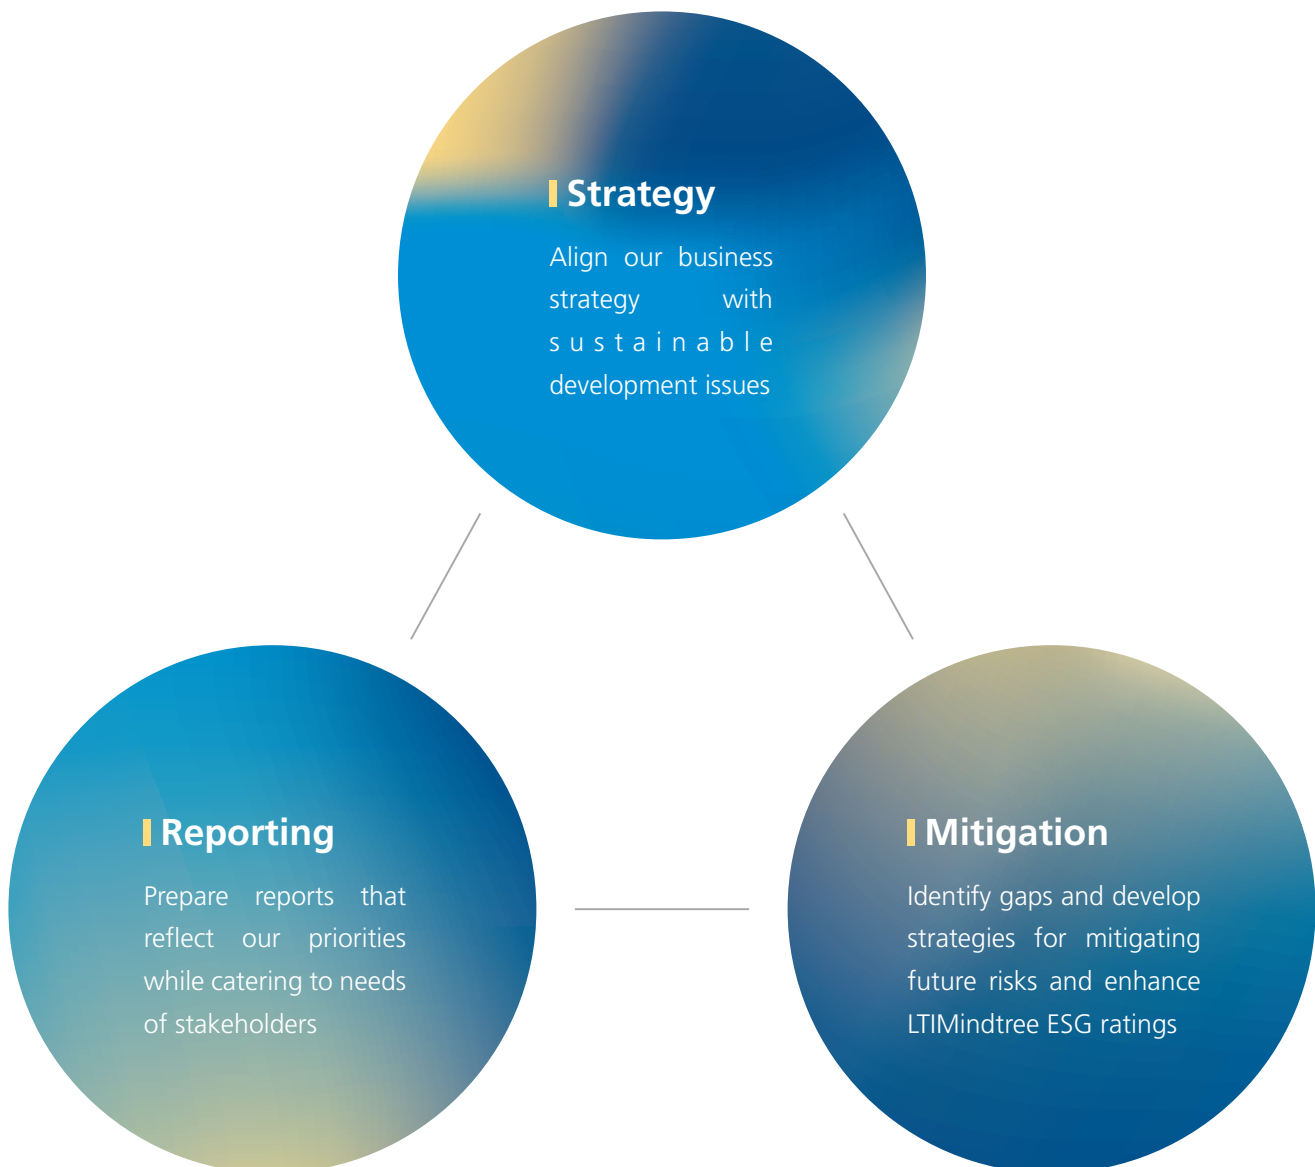 Strategy
Align our business
strategy with
sustainable
development issues
Reporting
Prepare reports that
reflect our priorities
while catering to needs
of stakeholders
Mitigation
Identify gaps and develop
strategies for mitigating
future risks and enhance
LTIMindtree ESG ratings